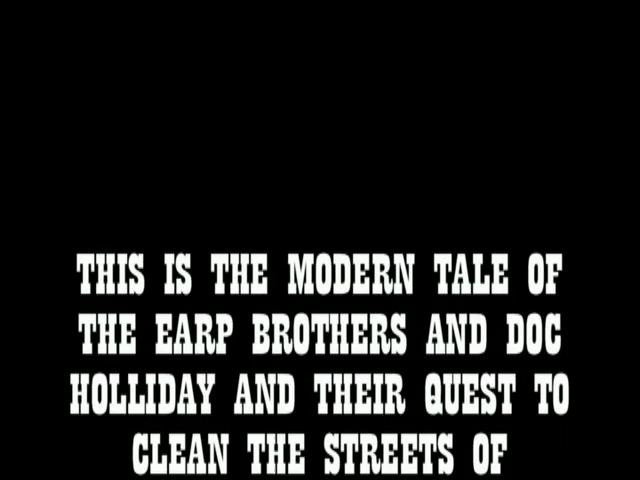 THIS IS THE MODERN TALE OF
THE EARP BROTHERS AND DOC
HOLLIDAY AND THEIR QUEST TO
CLEAN THE STREETS OF